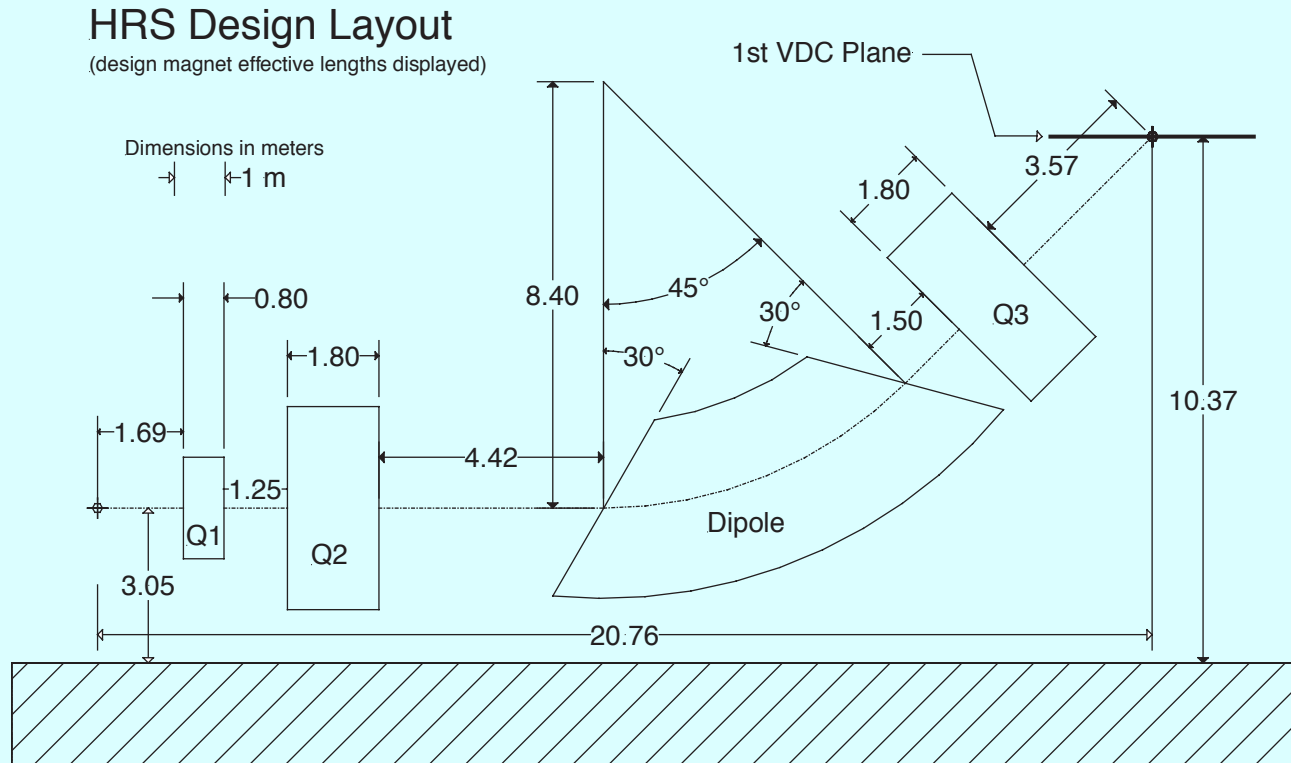 HRS Design Layout
(design magnet effective lengths displayed)
1st VDC Plane
Dimensions in meters
1 m
3.57
1.80
0.80
8.40
45°
30°
1.50
Q3
1.80
30°
10.37
1.69
4.42
1.25
Q1
Q2
Dipole
3.05
20.76